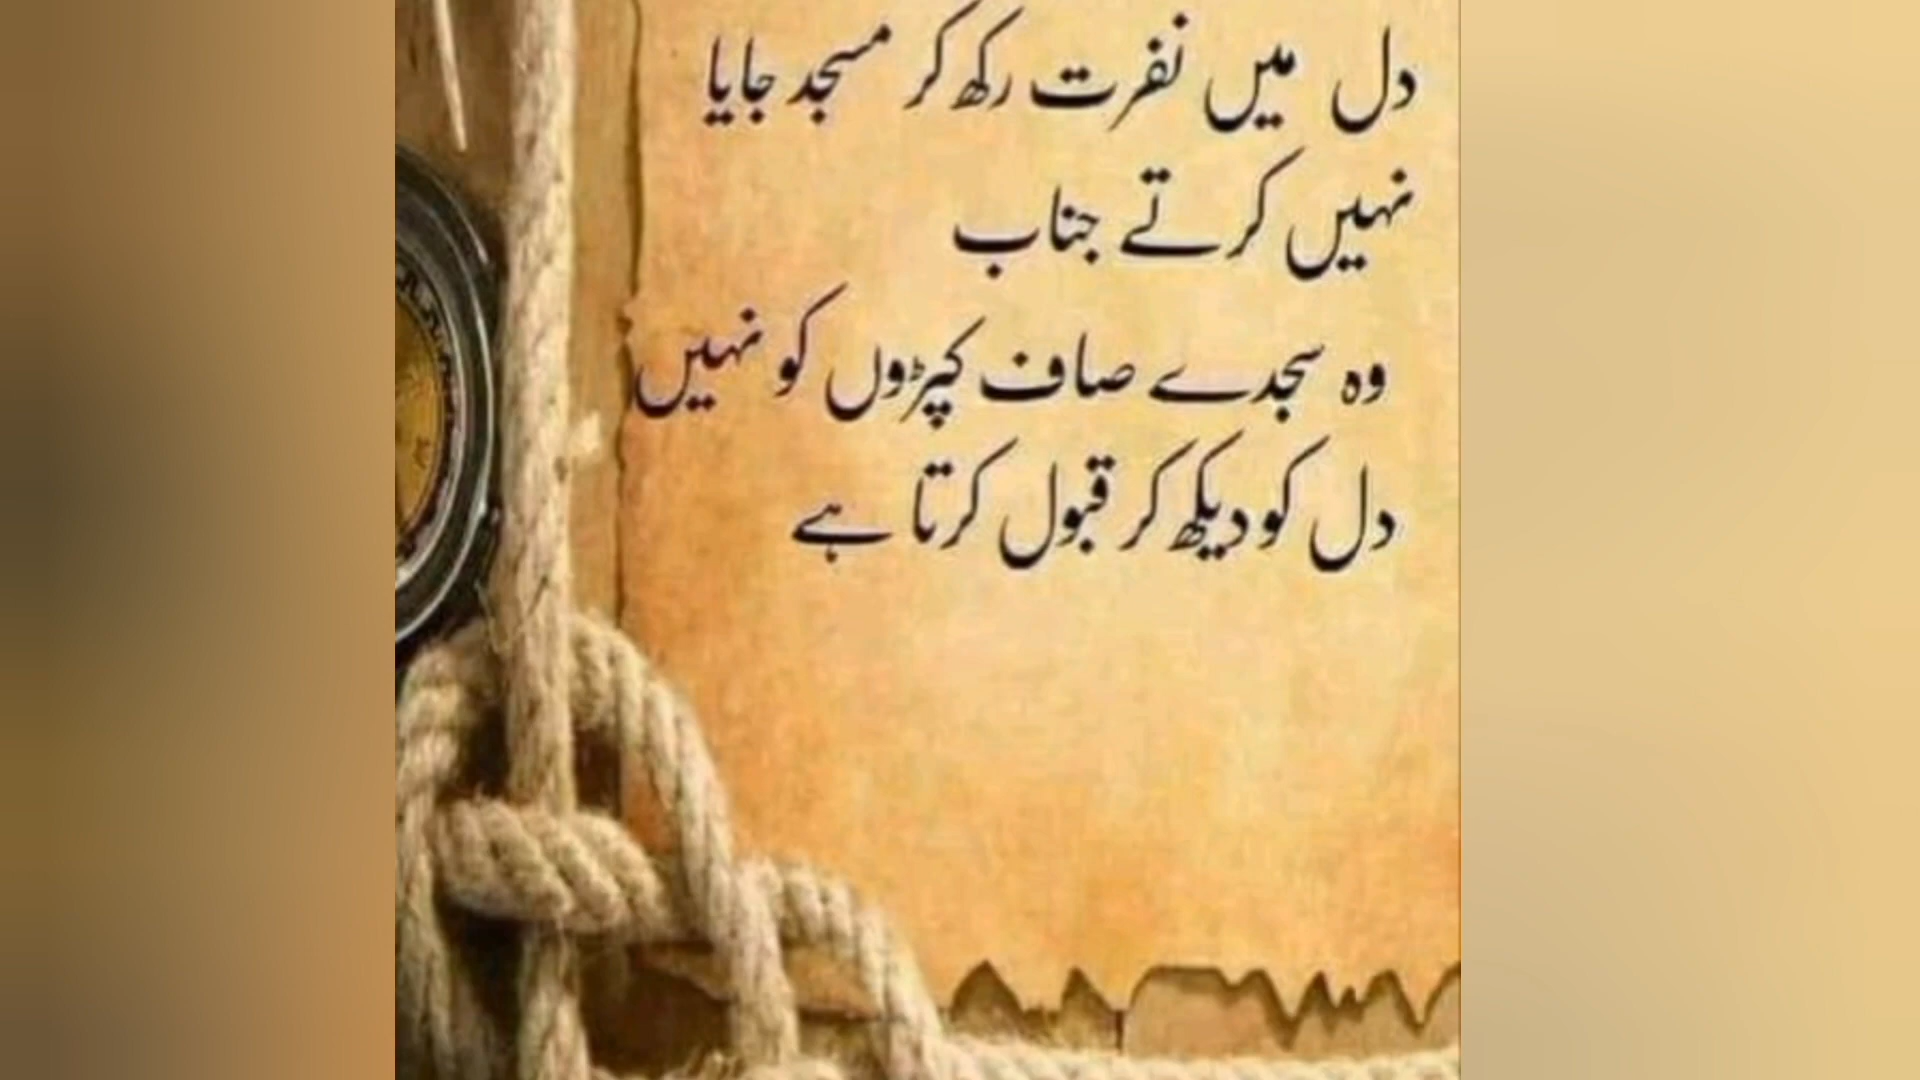 دل میں نفرت رکھ کر مسجد جایا
نہیں کرتے جناب
وہ سجدے صاف کپڑوں کو نہیں
دل کو دیکھ کر قبول کرتا ہے